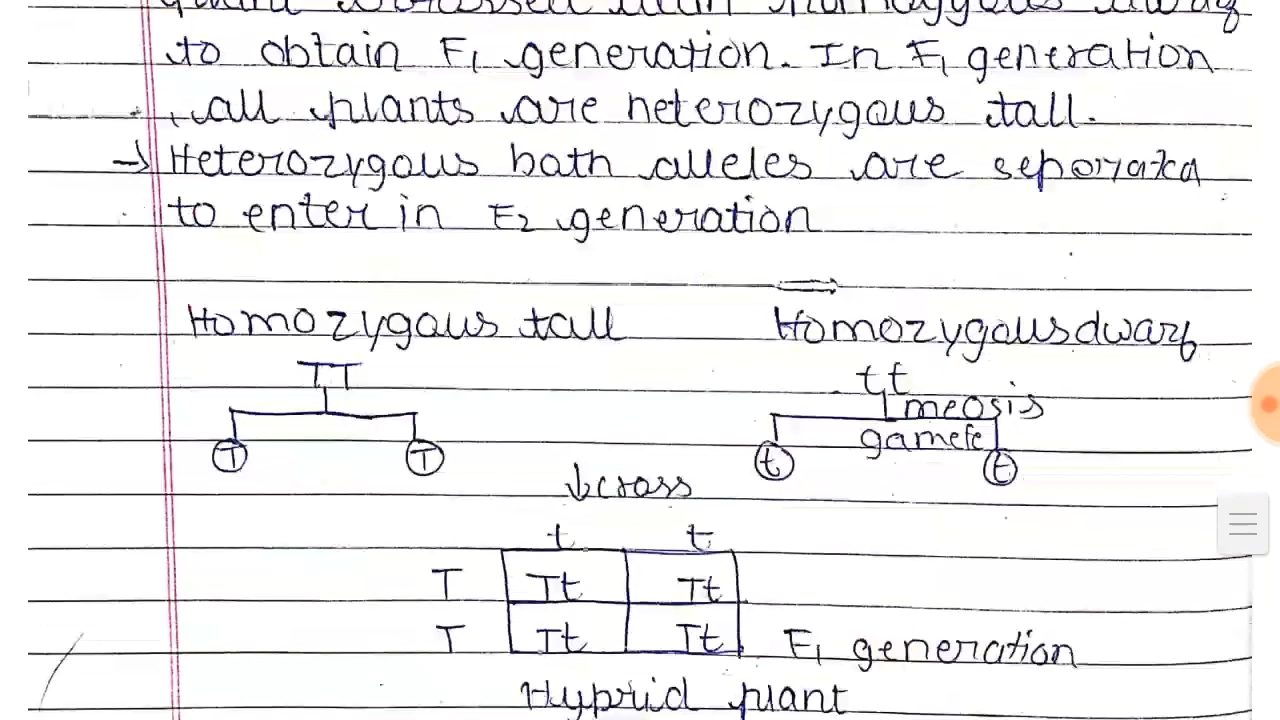 to obtain F1 generation. In F1 generation
all plants are heterozygous tall.
→ Heterozygous both alleles are
to enter in F2 generation
Homozygous tall Homozygous dwarf
TT tt
meosis
gamete
T T t t
↓cross
t t
T Tt Tt
T Tt Tt F1 generation
Hybrid plant